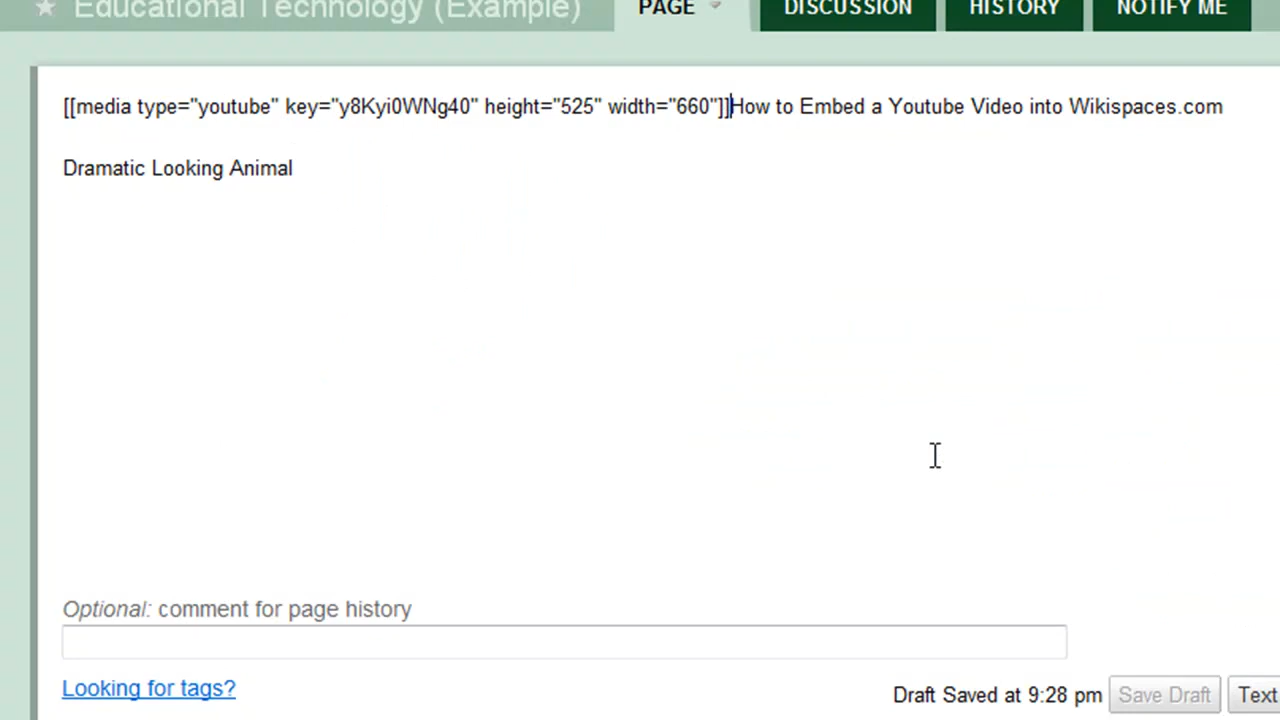 Educational Technology (Example) PAGE DISCUSSION HISTORY NOTIFY ME
[[media type="youtube" key="y8Kyi0WNg40" height="525" width="660"]]How to Embed a Youtube Video into Wikispaces.com
Dramatic Looking Animal
Optional: comment for page history
Looking for tags? Draft Saved at 9:28 pm Save Draft Text